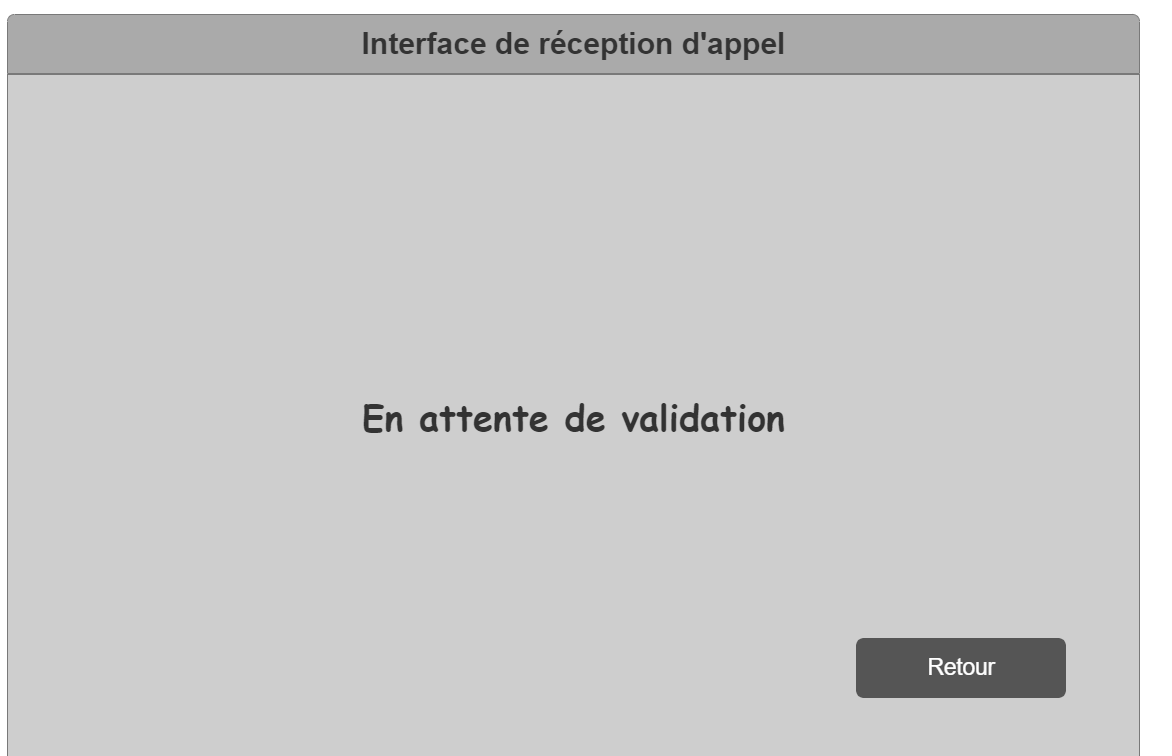 Interface de réception d'appel
En attente de validation
Retour